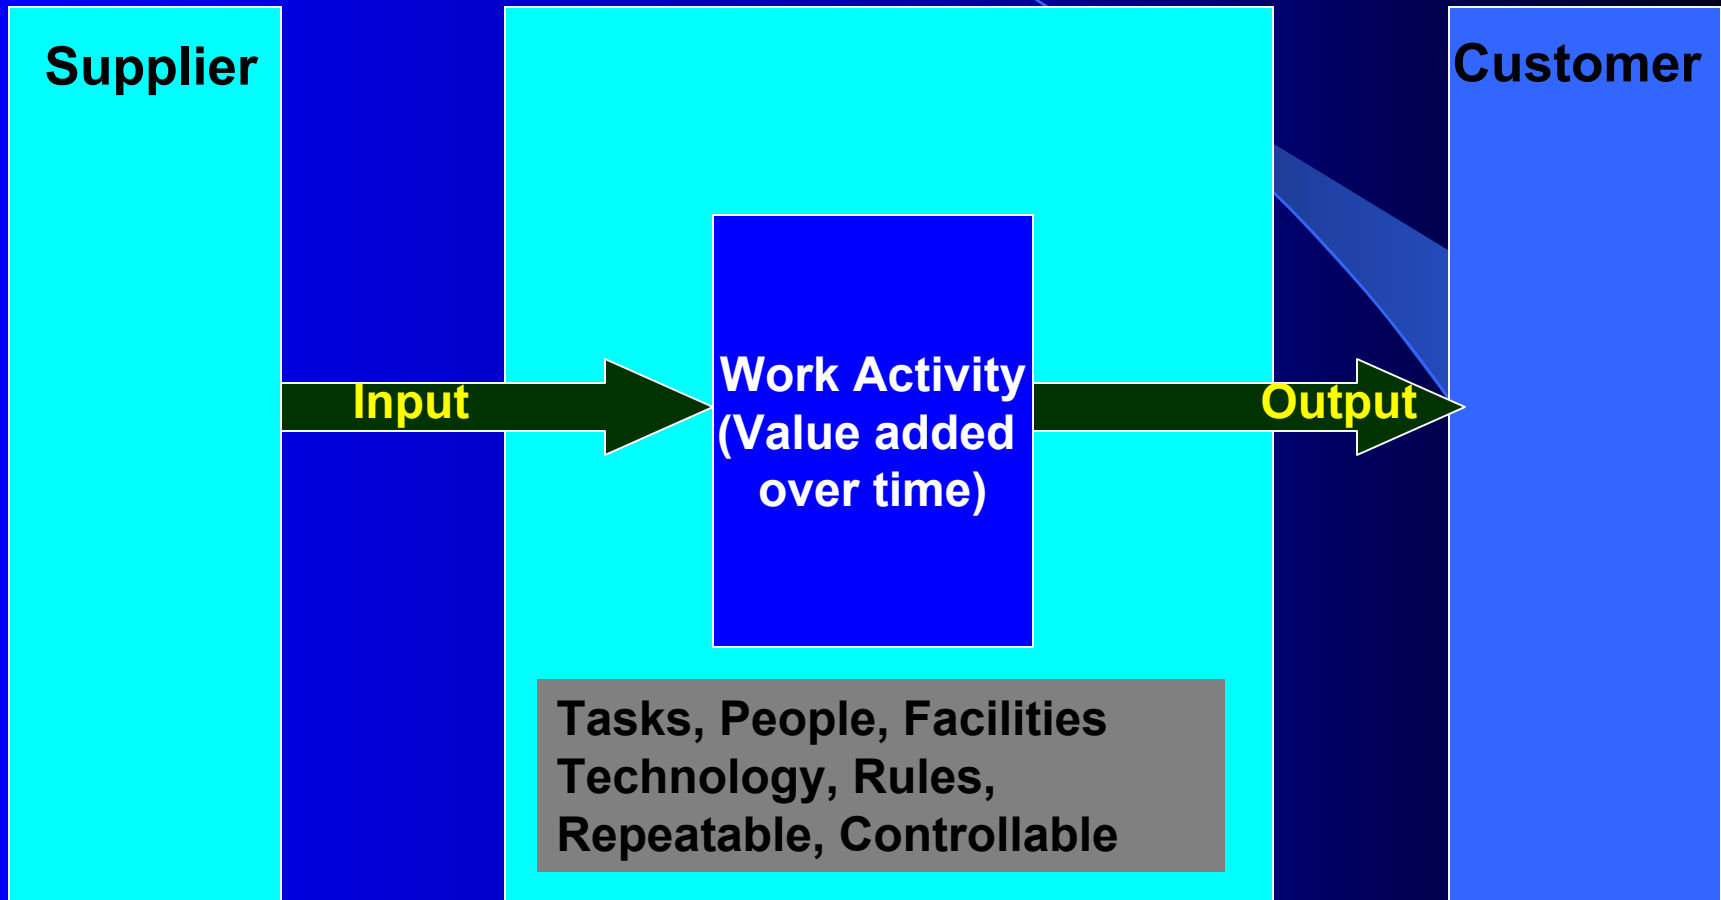 Supplier
Customer
Input
Work Activity
(Value added
over time)
Output
Tasks, People, Facilities
Technology, Rules,
Repeatable, Controllable